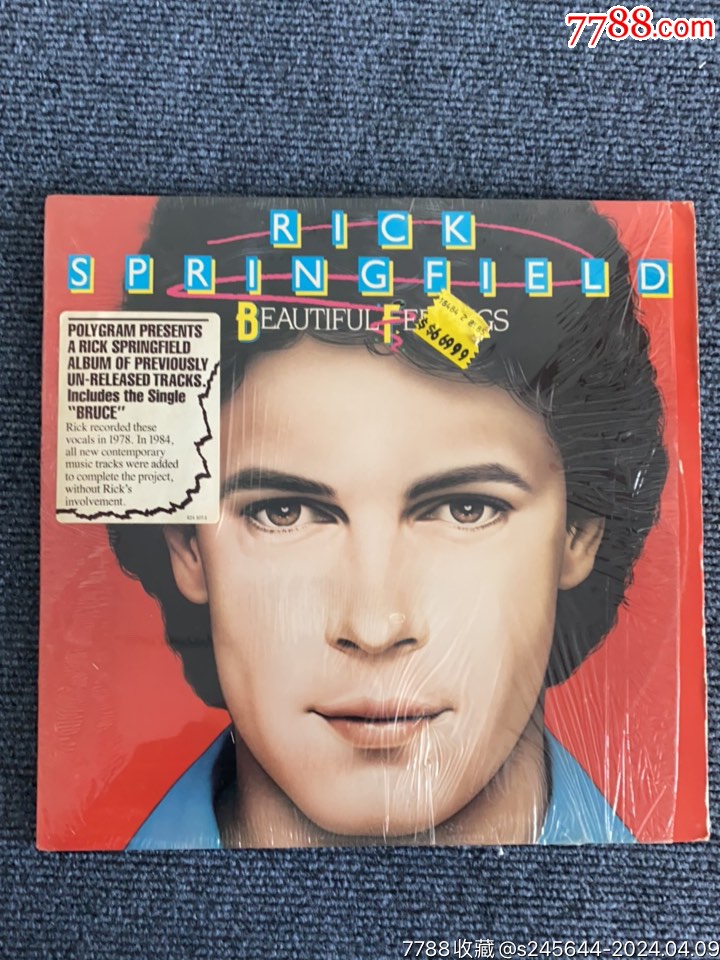 7788.com
RICK
SPRINGFIELD
BEAUTIFUL
POLYGRAM PRESENTS
A RICK SPRINGFIELD
ALBUM OF PREVIOUSLY
UN-RELEASED TRACKS.
Includes the Single
"BRUCE"
Rick recorded these
vocals in 1978. In 1984,
all new contemporary
music tracks were added
to complete the project,
without Rick's
involvement.
7788收藏@s245644-2024.04.09